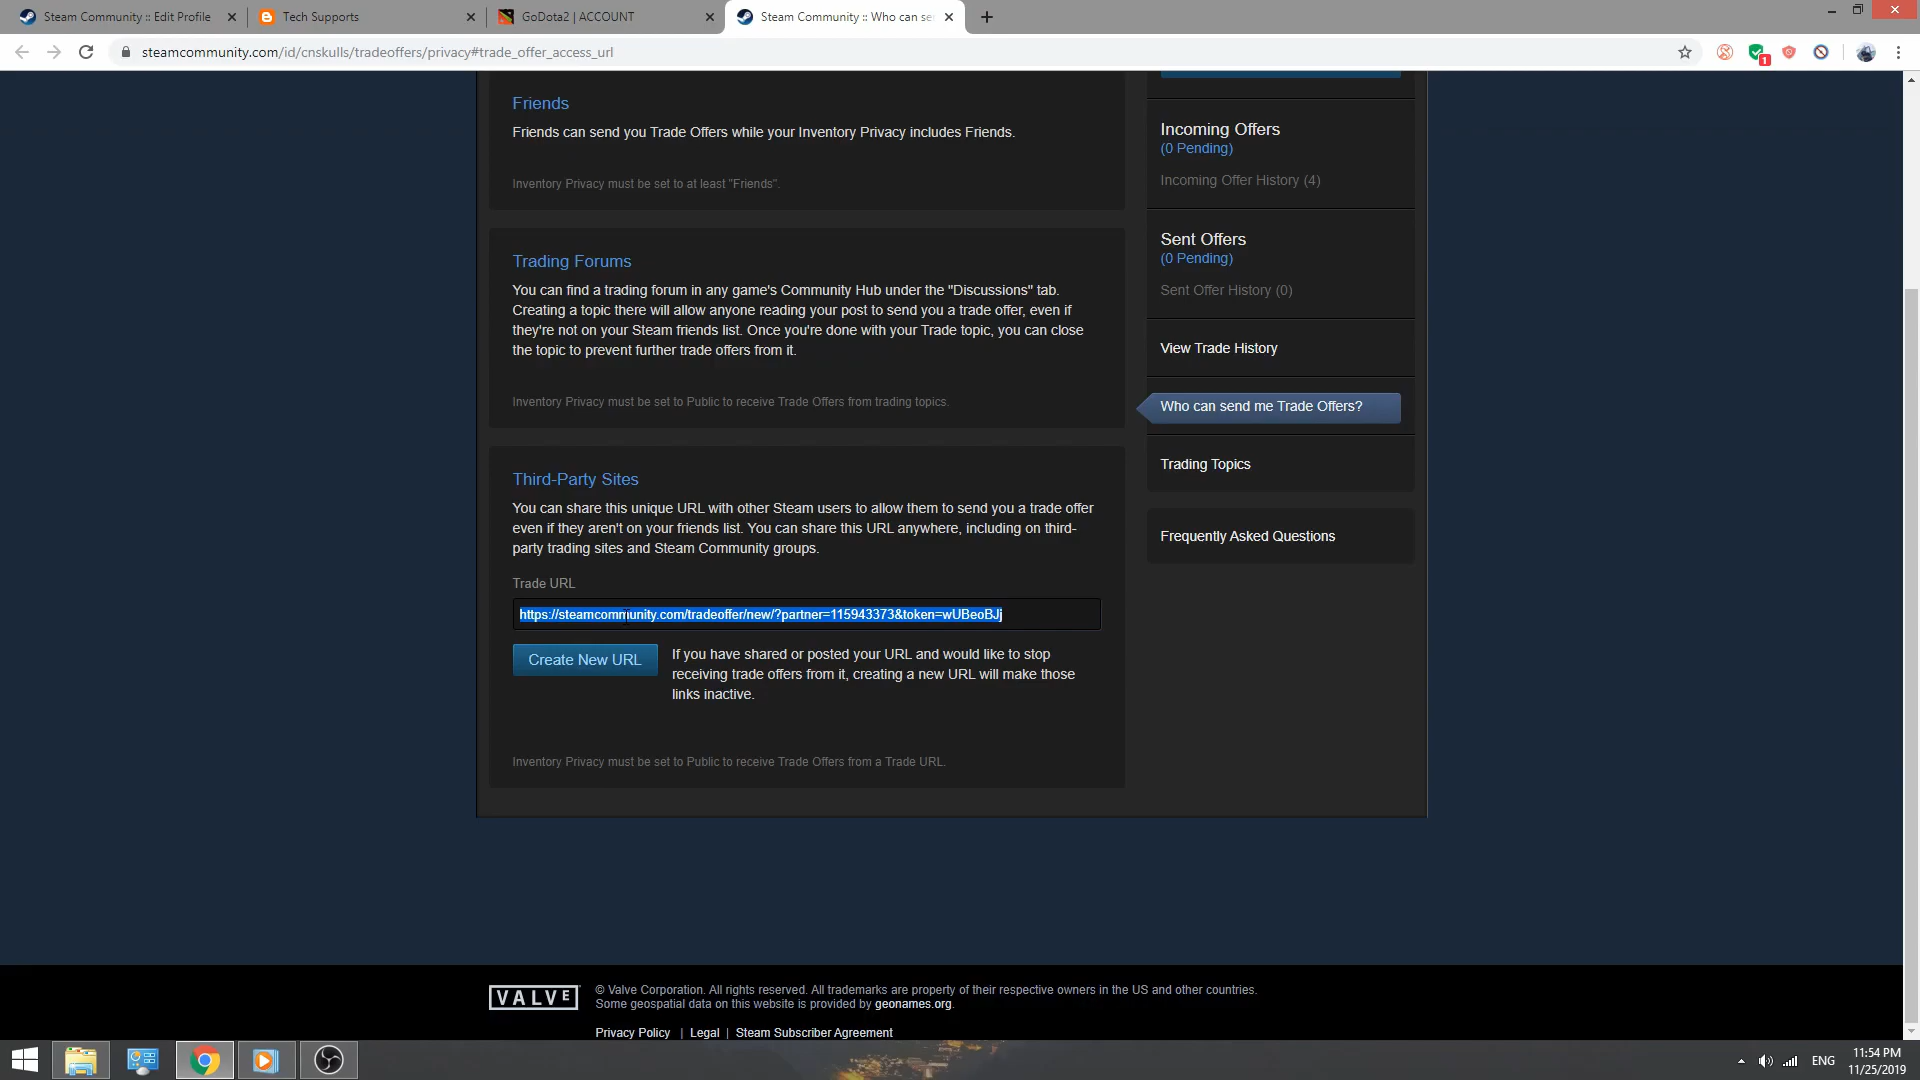 Steam Community :: Edit Profile
Tech Supports
GoDota2 | ACCOUNT
Steam Community :: Who can se
steamcommunity.com/id/cnskulls/tradeoffers/privacy#trade_offer_access_url
1
Friends
Friends can send you Trade Offers while your Inventory Privacy includes Friends.
Inventory Privacy must be set to at least "Friends".
Trading Forums
You can find a trading forum in any game's Community Hub under the "Discussions" tab.
Creating a topic there will allow anyone reading your post to send you a trade offer, even if
they're not on your Steam friends list. Once you're done with your Trade topic, you can close
the topic to prevent further trade offers from it.
Inventory Privacy must be set to Public to receive Trade Offers from trading topics.
Third-Party Sites
You can share this unique URL with other Steam users to allow them to send you a trade offer
even if they aren't on your friends list. You can share this URL anywhere, including on third-
party trading sites and Steam Community groups.
Trade URL
https://steamcommunity.com/tradeoffer/new/?partner=115943373&token=wUBeoBJj
Create New URL
If you have shared or posted your URL and would like to stop
receiving trade offers from it, creating a new URL will make those
links inactive.
Inventory Privacy must be set to Public to receive Trade Offers from a Trade URL.
Incoming Offers
(0 Pending)
Incoming Offer History (4)
Sent Offers
(0 Pending)
Sent Offer History (0)
View Trade History
Who can send me Trade Offers?
Trading Topics
Frequently Asked Questions
VALVE
© Valve Corporation. All rights reserved. All trademarks are property of their respective owners in the US and other countries.
Some geospatial data on this website is provided by geonames.org.
Privacy Policy | Legal | Steam Subscriber Agreement
ENG
11:54 PM
11/25/2019